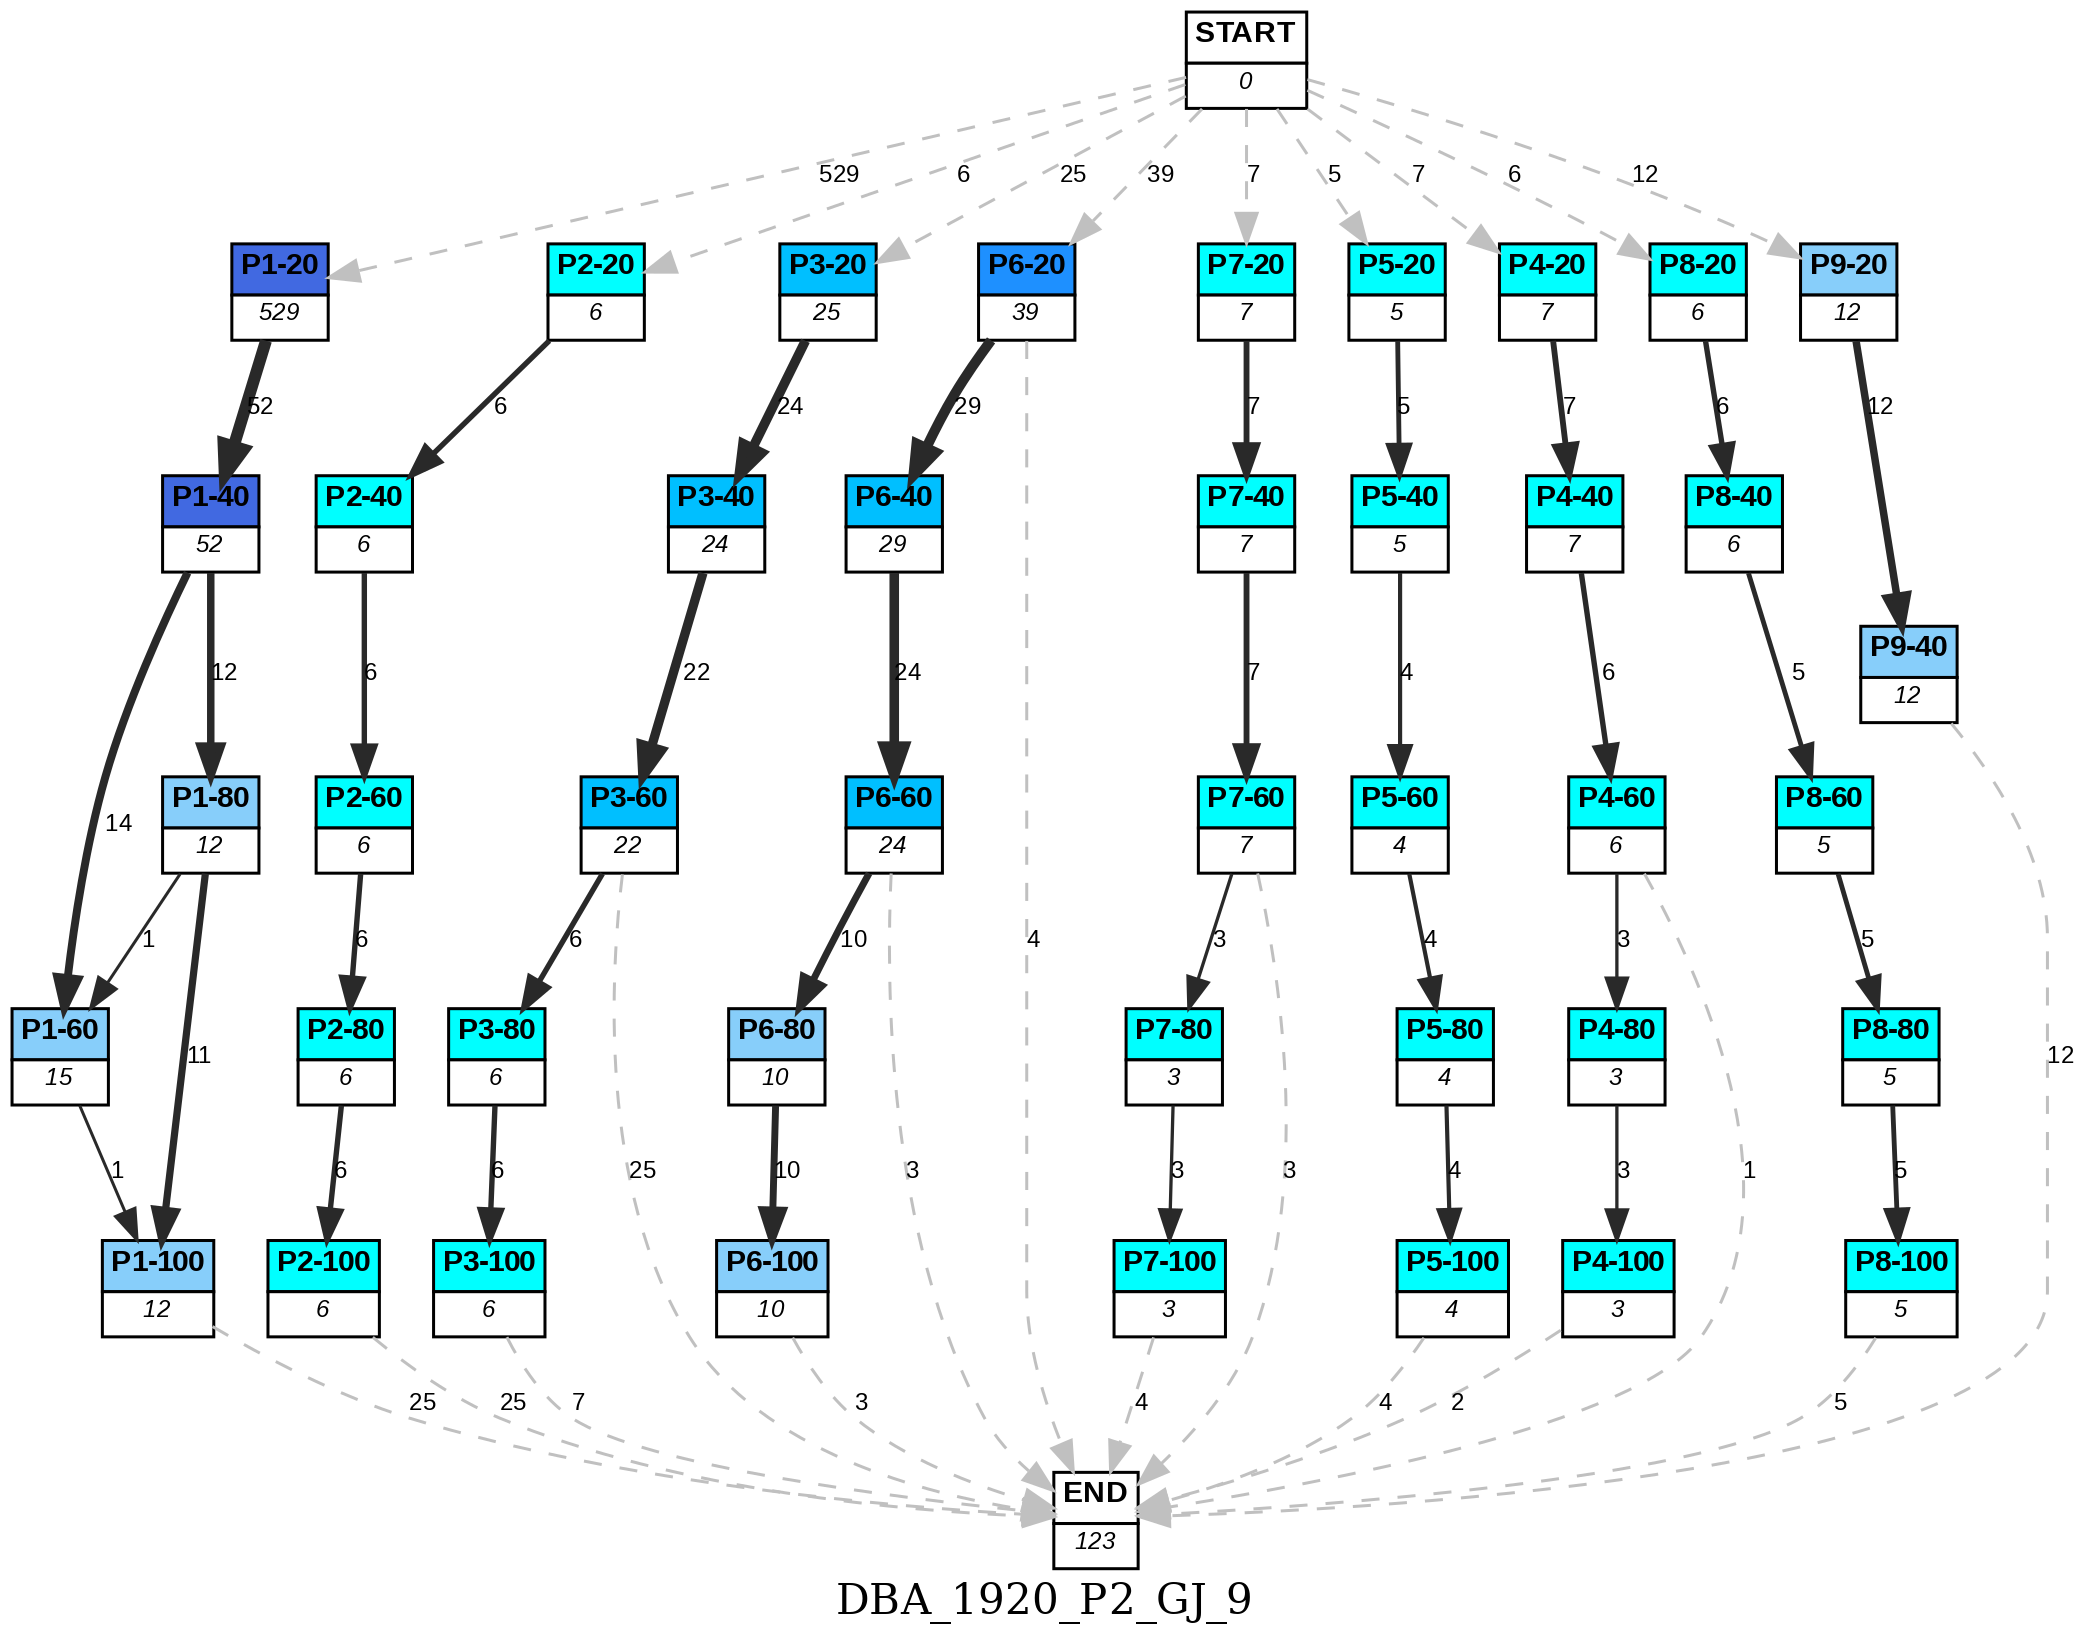 START
0
529
6
25
39
7
5
7
6
12
P1-20
529
P2-20
6
P3-20
25
P6-20
39
P7-20
7
P5-20
5
P4-20
7
P8-20
6
P9-20
12
52
6
24
29
7
5
7
6
12
P1-40
52
P2-40
6
P3-40
24
P6-40
29
P7-40
7
P5-40
5
P4-40
7
P8-40
6
P9-40
12
14
12
6
22
24
7
4
6
5
P1-80
12
P2-60
6
P3-60
22
P6-60
24
P7-60
7
P5-60
4
P4-60
6
P8-60
5
1
11
6
6
25
10
3
4
3
3
4
3
1
5
12
P1-60
15
P2-80
6
P3-80
6
P6-80
10
P7-80
3
P5-80
4
P4-80
3
P8-80
5
1
6
6
10
3
4
3
5
P1-100
12
P2-100
6
P3-100
6
P6-100
10
P7-100
3
P5-100
4
P4-100
3
P8-100
5
25
25
7
3
4
4
2
5
END
123
DBA_1920_P2_GJ_9